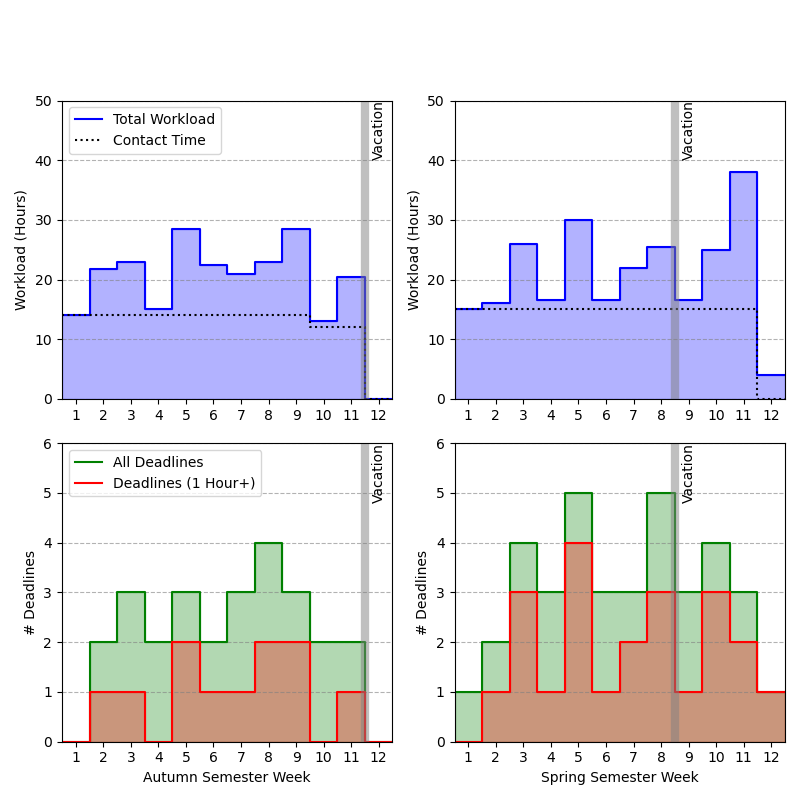 50
40
30
20
10
0
Workload (Hours)
Total Workload
Contact Time
Vacation
1 2 3 4 5 6 7 8 9 10 11 12
50
40
30
20
10
0
Workload (Hours)
Vacation
1 2 3 4 5 6 7 8 9 10 11 12
6
5
4
3
2
1
0
# Deadlines
All Deadlines
Deadlines (1 Hour+)
Vacation
1 2 3 4 5 6 7 8 9 10 11 12
Autumn Semester Week
6
5
4
3
2
1
0
# Deadlines
Vacation
1 2 3 4 5 6 7 8 9 10 11 12
Spring Semester Week